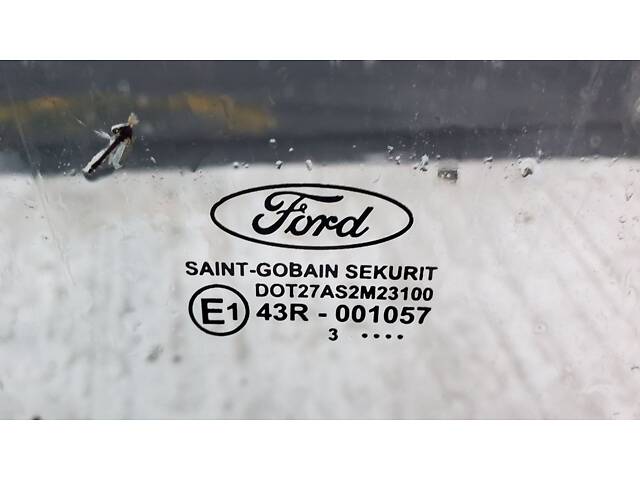 Ford
SAINT-GOBAIN SEKURIT
DOT27AS2M23100
E1 43R - 001057
3 ····